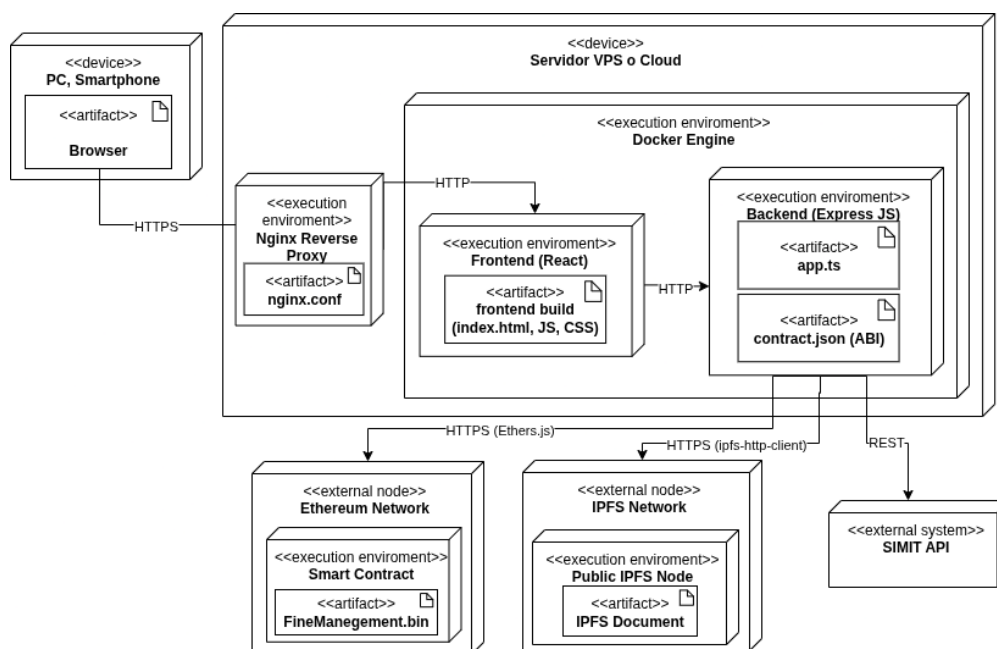 <<device>>
PC, Smartphone
<<artifact>>
Browser
HTTPS
<<device>>
Servidor VPS o Cloud
<<execution
enviroment>>
Nginx Reverse
Proxy
<<artifact>>
nginx.conf
HTTP
<<execution enviroment>>
Docker Engine
<<execution enviroment>>
Frontend (React)
<<artifact>>
frontend build
(index.html, JS, CSS)
HTTP
<<execution enviroment>>
Backend (Express JS)
<<artifact>>
app.ts
<<artifact>>
contract.json (ABI)
HTTPS (Ethers.js)
HTTPS (ipfs-http-client)
REST
<<external node>>
Ethereum Network
<<execution enviroment>>
Smart Contract
<<artifact>>
FineManegement.bin
<<external node>>
IPFS Network
<<execution enviroment>>
Public IPFS Node
<<artifact>>
IPFS Document
<<external system>>
SIMIT API